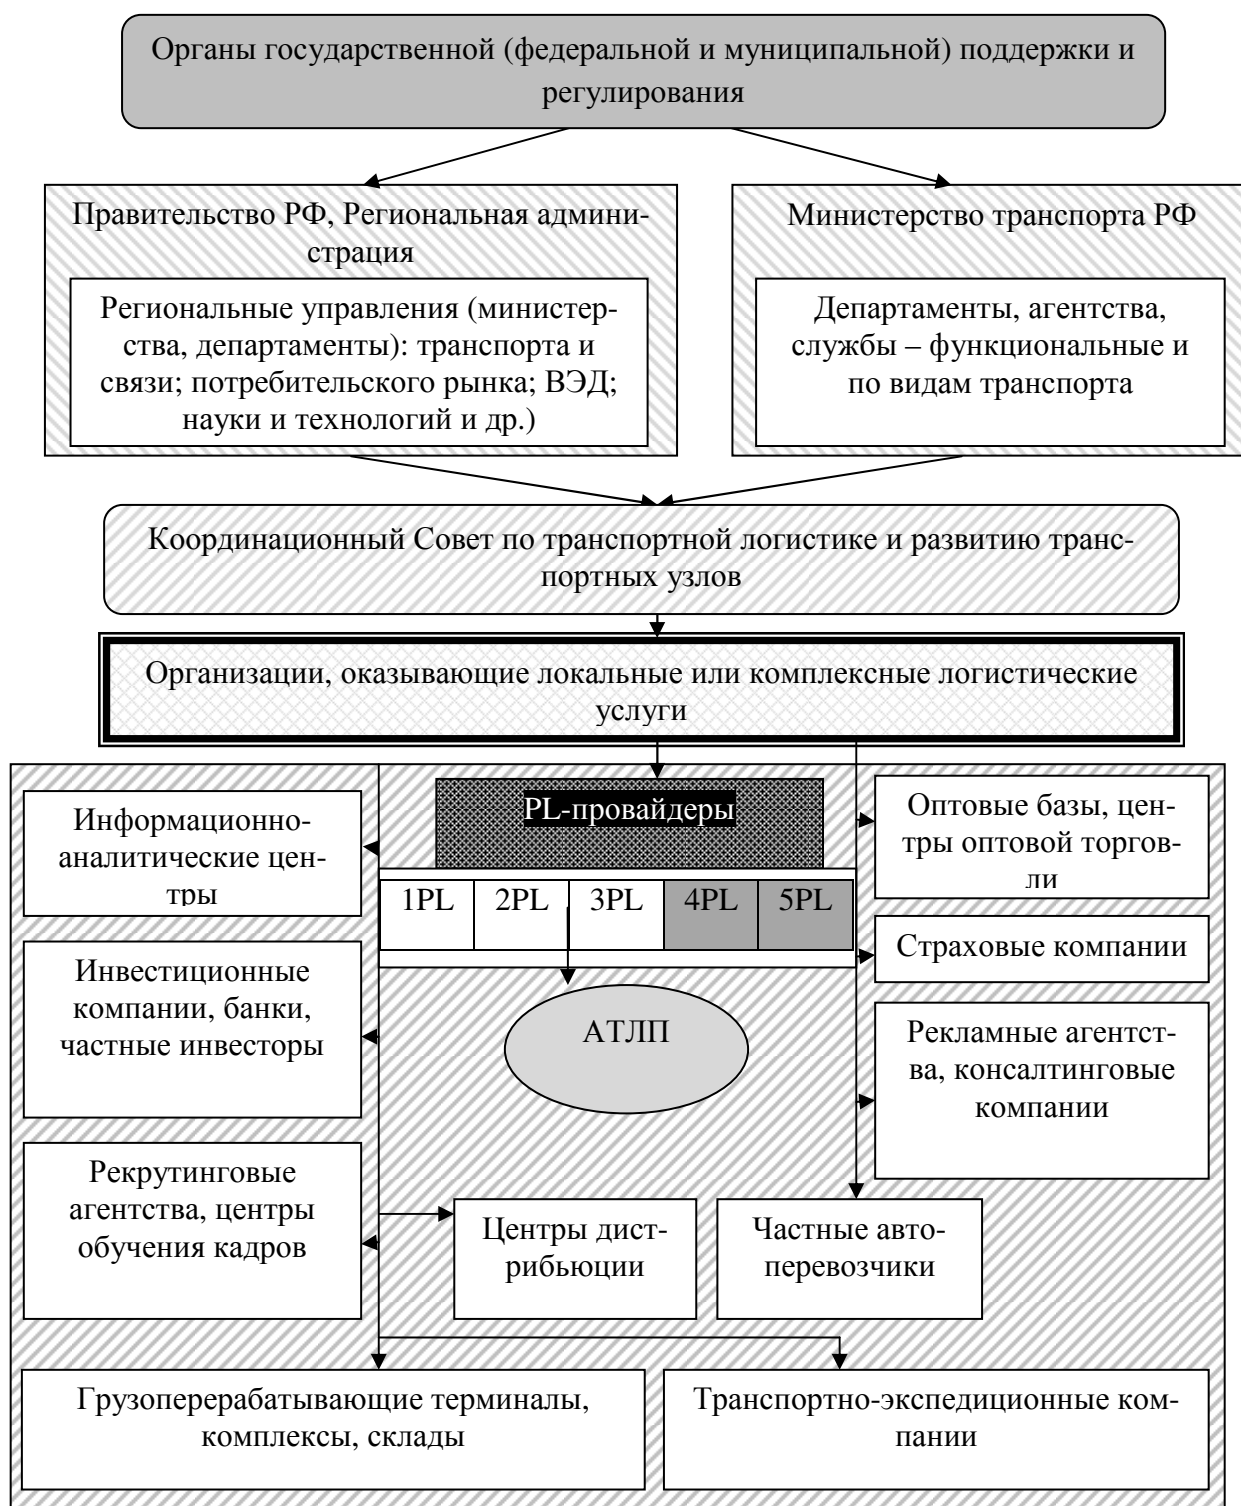 Органы государственной (федеральной и муниципальной) поддержки и
регулирования
Правительство РФ, Региональная админи-
страция
Региональные управления (министер-
ства, департаменты): транспорта и
связи; потребительского рынка; ВЭД;
науки и технологий и др.)
Министерство транспорта РФ
Департаменты, агентства,
службы – функциональные и
по видам транспорта
Координационный Совет по транспортной логистике и развитию транс-
портных узлов
Организации, оказывающие локальные или комплексные логистические
услуги
PL-провайдеры
1PL
2PL
3PL
4PL
5PL
АТЛП
Информационно-
аналитические цен-
тры
Инвестиционные
компании, банки,
частные инвесторы
Рекрутинговые
агентства, центры
обучения кадров
Оптовые базы, цен-
тры оптовой торгов-
ли
Страховые компании
Рекламные агентст-
ва, консалтинговые
компании
Центры дист-
рибьюции
Частные авто-
перевозчики
Грузоперерабатывающие терминалы,
комплексы, склады
Транспортно-экспедиционные ком-
пании